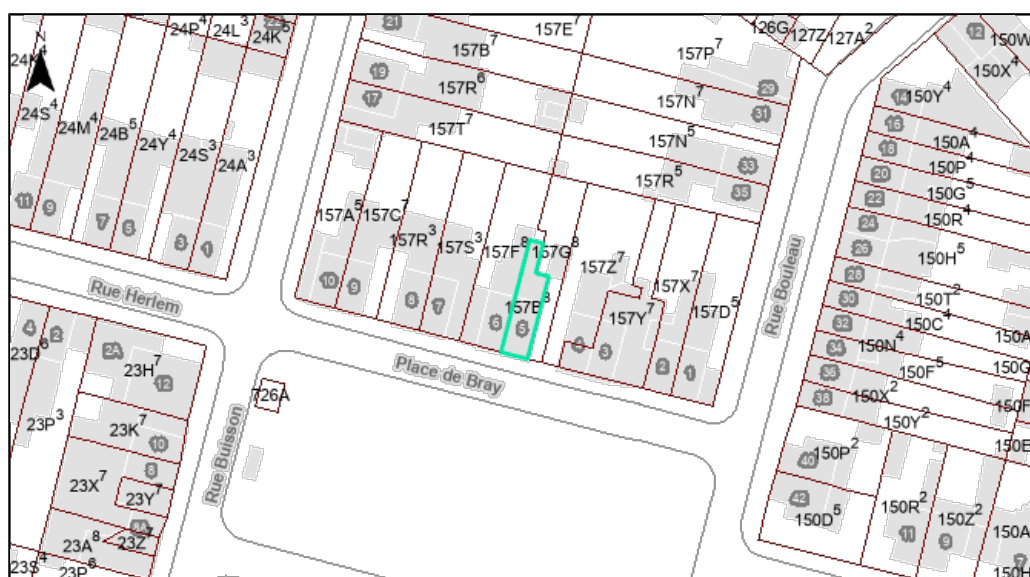 24P⁴
24L³
24K⁵
22
21
157E⁷
126G
127Z
127A²
12
150W
N
157B⁷
157P⁷
150X⁴
19
157R⁶
29
17
157N⁷
31
14
150Y⁴
24S⁴
24M⁴
24B⁵
24Y⁴
24S³
24A³
157T⁷
157N⁵
16
150A⁴
18
150P⁴
33
20
150G⁵
157R⁵
35
22
150R⁴
11
9
7
5
3
1
157A⁵
157C⁷
157R³
157S³
157F⁸
157G⁸
157Z⁷
157X⁷
157D⁵
24
26
150H⁵
28
10
9
8
7
6
5
157B⁸
157Y⁷
4
3
2
1
Rue Herlem
Rue Bouleau
30
150T²
32
150C⁴
150A
34
150N⁴
36
150F⁵
150G
38
150X²
150F
150Y²
150E
4
2
2A
23D⁶
23H⁷
12
Place de Bray
726A
23P³
23K⁷
10
Rue Buisson
8
23X⁷
23Y⁷
40
150P²
42
150D⁵
150R²
150Z²
11
9
150A
7
150H
23A⁸
23Z⁷
23S⁴
23P⁶